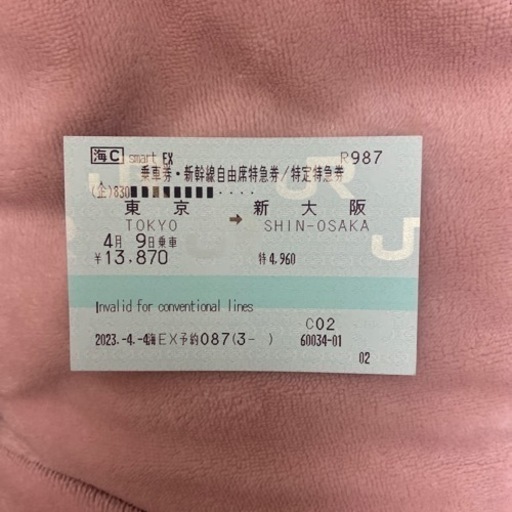 海C smart EX R987
乗車券・新幹線自由席特急券/特定特急券
(企)830■■■■■■■■■・・・・
東京 → 新大阪
TOKYO SHIN-OSAKA
4月 9日乗車
¥13,870 特4,960
Invalid for conventional lines
C02
2023.-4.-4海EX予約087(3- ) 60034-01
02